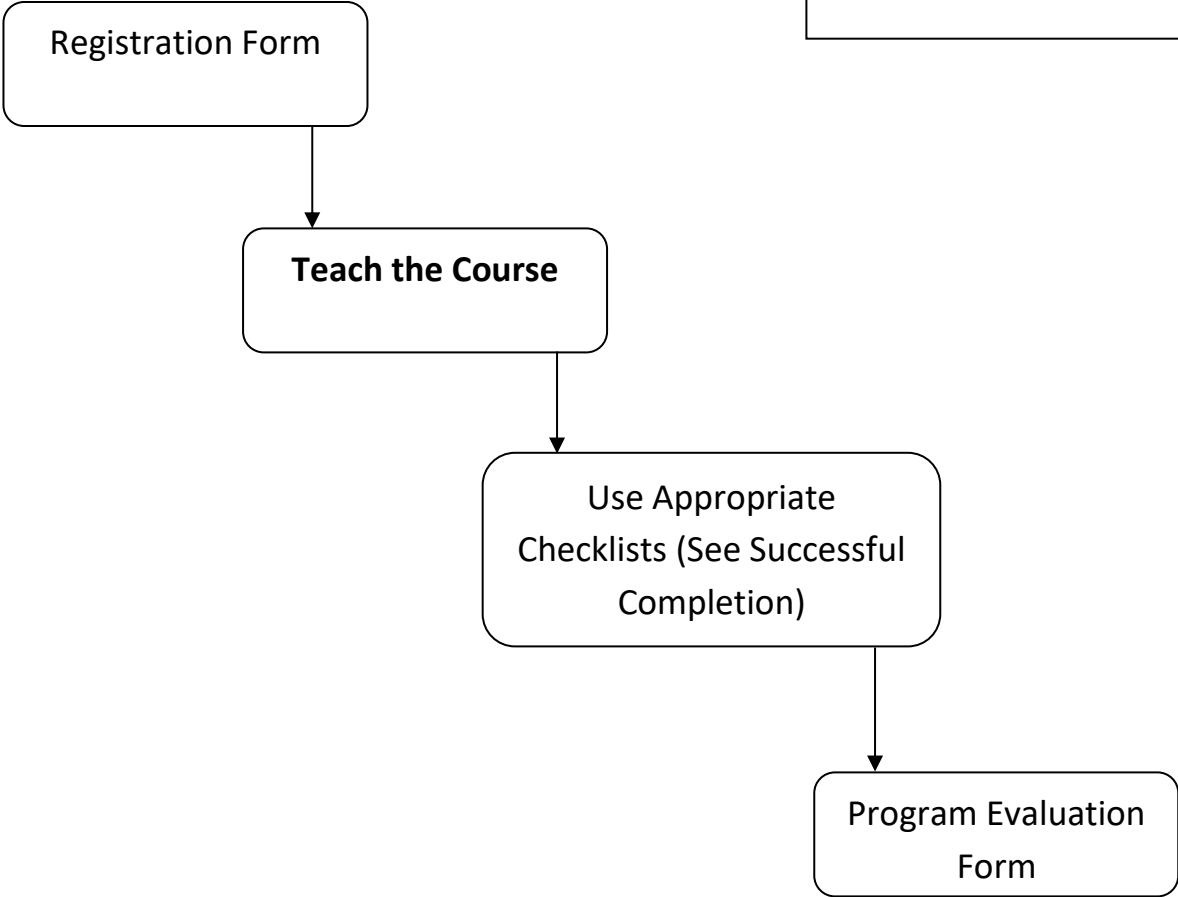 Registration Form
Teach the Course
Use Appropriate
Checklists (See Successful
Completion)
Program Evaluation
Form